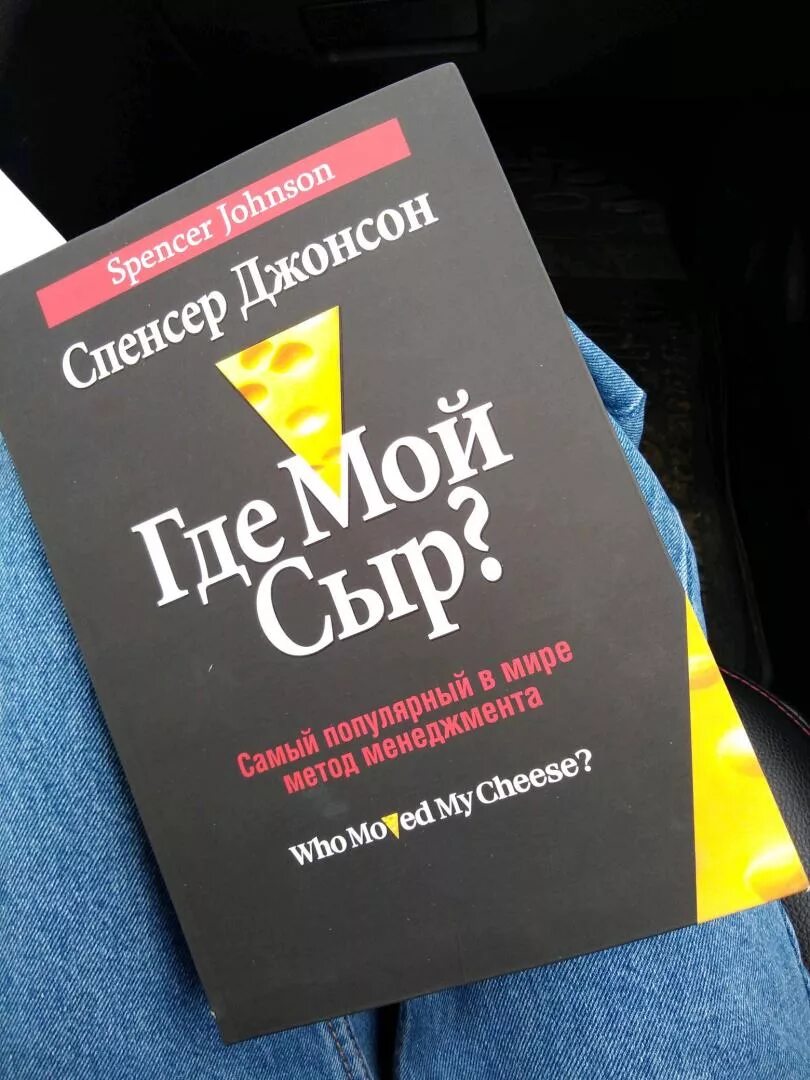 Spencer Johnson
Спенсер Джонсон
Где Мой
Сыр?
Самый популярный в мире
метод менеджмента
Who Moved My Cheese?